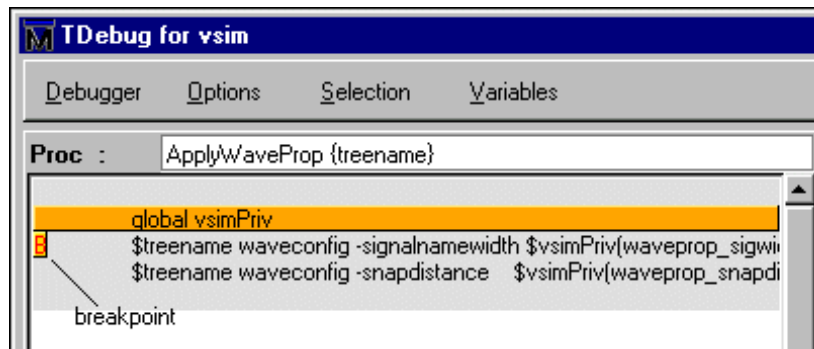 TDebug for vsim
Debugger Options Selection Variables
Proc : ApplyWaveProp {treename}
global vsimPriv
B $treename waveconfig -signalnamewidth $vsimPriv(waveprop_sigwi
$treename waveconfig -snapdistance $vsimPriv(waveprop_snapdi
breakpoint